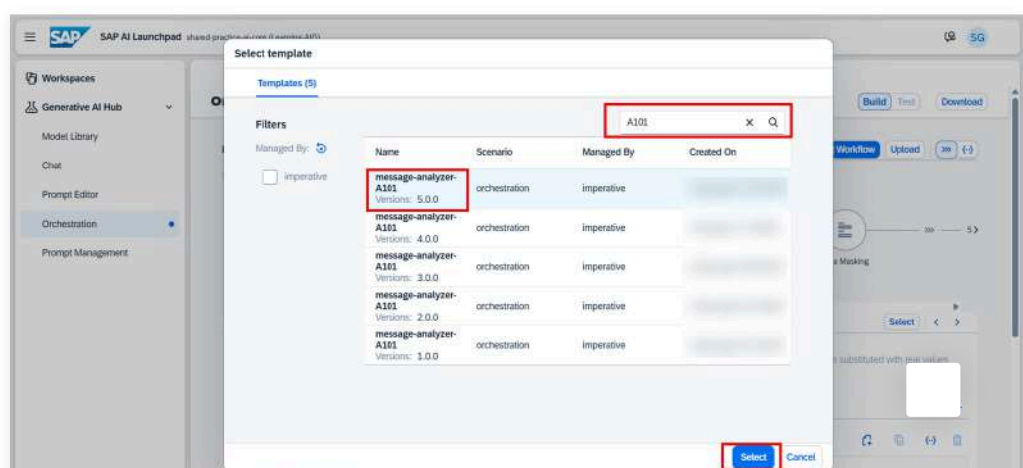 SAP SAP AI Launchpad
SG
Select template
Workspaces
Templates (5)
Generative AI Hub
Build Test Download
Filters
A101
Model Library
Managed By:
Name Scenario Managed By Created On
Workflow Upload
Chat
imperative
message-analyzer-
A101 orchestration imperative
Versions: 5.0.0
Prompt Editor
Orchestration
message-analyzer-
A101 orchestration imperative
Versions: 4.0.0
5
Prompt Management
message-analyzer-
A101 orchestration imperative
Versions: 3.0.0
Masking
message-analyzer-
A101 orchestration imperative
Versions: 2.0.0
Select
message-analyzer-
A101 orchestration imperative
Versions: 1.0.0
substituted with real values
Select Cancel